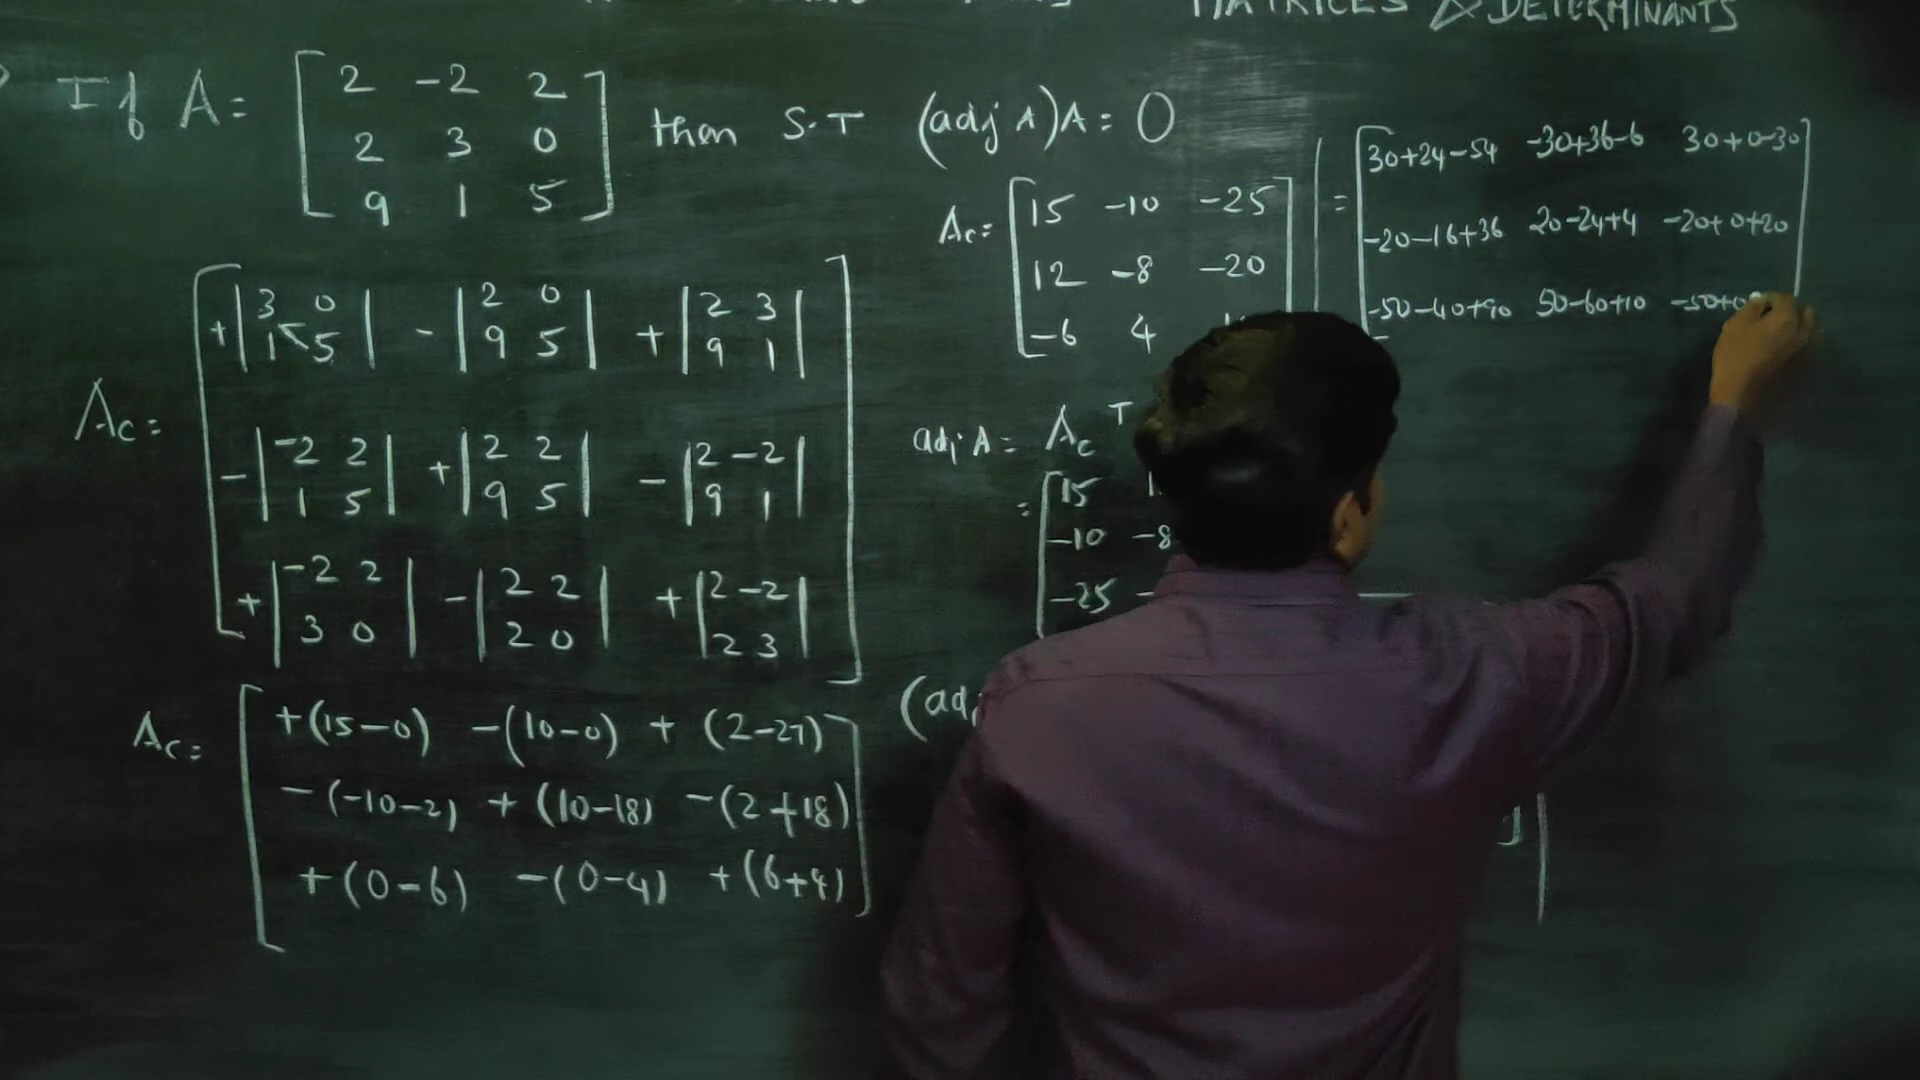 MATRICES & DETERMINANTS
If A = [ 2 -2 2
2 3 0
9 1 5 ] then S.T (adj A)A = 0
Ac = [ +|3 0
1 5| -|2 0
9 5| +|2 3
9 1|
-|-2 2
1 5| +|2 2
9 5| -|2 -2
9 1|
+|-2 2
3 0| -|2 2
2 0| +|2 -2
2 3| ]
Ac = [ +(15-0) -(10-0) +(2-27)
-(-10-2) +(10-18) -(2+18)
+(0-6) -(0-4) +(6+4) ]
Ac = [ 15 -10 -25
12 -8 -20
-6 4
adj A = Ac T
= [ 15
-10 -8
-25
(adj
= [ 30+24-54 -30+36-6 30+0-30
-20-16+36 20-24+4 -20+0+20
-50-40+90 50-60+10 -50+0